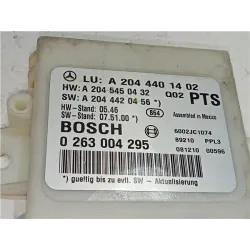 LU: A 204 440 14 02
HW: A 204 545 04 32 Q02 PTS
SW: A 204 442 04 56 *)
HW-Stand: 05.46 B54 Assembled in Mexico
SW-Stand: 07.51.00 *)
BOSCH 6002JC1074
69210 PPL3
0 263 004 295 081210 00596
*) gueltig bis zu evtl. SW - Aktualisierung